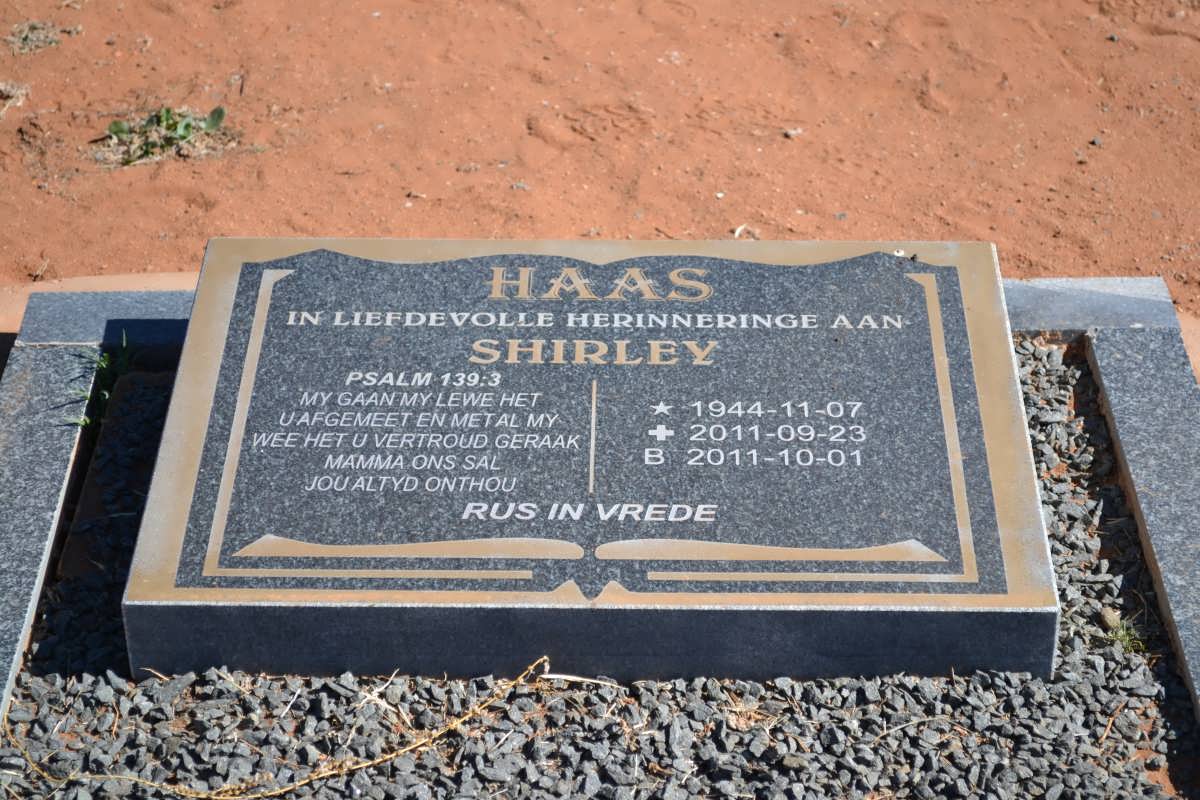 HAAS
IN LIEFDEVOLLE HERINNERINGE AAN
SHIRLEY
PSALM 139:3
MY GAAN MY LEWE HET
U AFGEMEET EN MET AL MY
WEE HET U VERTROUD GERAAK
MAMMA ONS SAL
JOU ALTYD ONTHOU
★ 1944-11-07
✚ 2011-09-23
B 2011-10-01
RUS IN VREDE